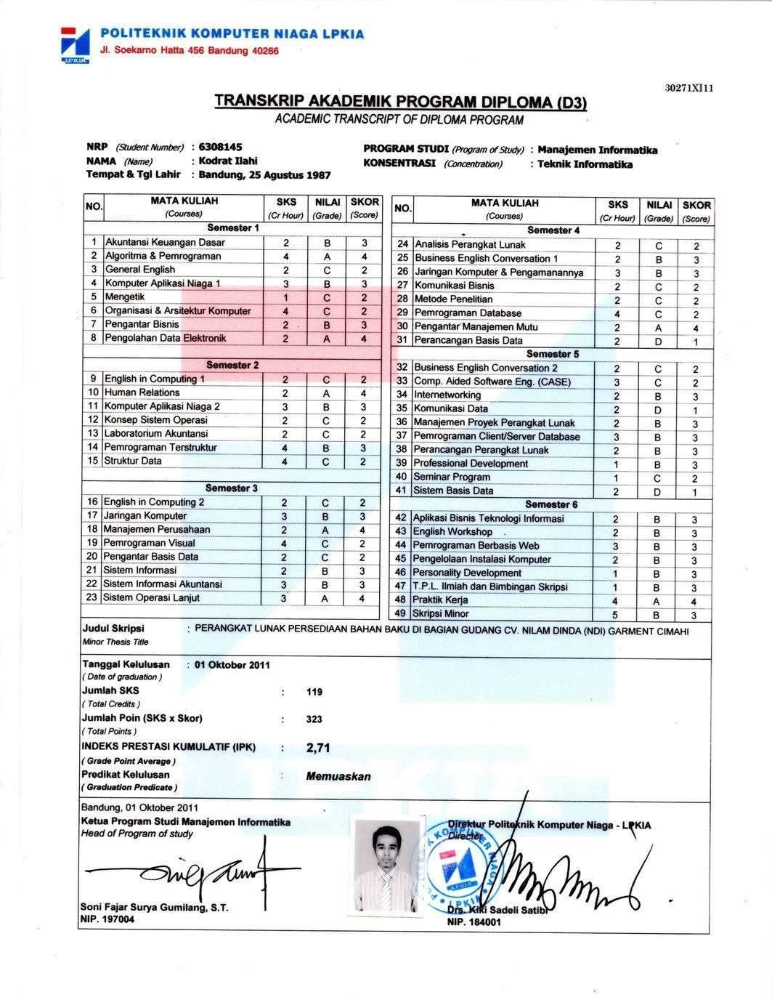 POLITEKNIK KOMPUTER NIAGA LPKIA
Jl. Soekarno Hatta 456 Bandung 40266
LPKIA
30271XI11
TRANSKRIP AKADEMIK PROGRAM DIPLOMA (D3)
ACADEMIC TRANSCRIPT OF DIPLOMA PROGRAM
NRP (Student Number) : 6308145
NAMA (Name) : Kodrat Ilahi
Tempat & Tgl Lahir : Bandung, 25 Agustus 1987
PROGRAM STUDI (Program of Study) : Manajemen Informatika
KONSENTRASI (Concentration) : Teknik Informatika
NO. MATA KULIAH SKS NILAI SKOR
(Courses) (Cr Hour) (Grade) (Score)
Semester 1
1 Akuntansi Keuangan Dasar 2 B 3
2 Algoritma & Pemrograman 4 A 4
3 General English 2 C 2
4 Komputer Aplikasi Niaga 1 3 B 3
5 Mengetik 1 C 2
6 Organisasi & Arsitektur Komputer 4 C 2
7 Pengantar Bisnis 2 B 3
8 Pengolahan Data Elektronik 2 A 4
Semester 2
9 English in Computing 1 2 C 2
10 Human Relations 2 A 4
11 Komputer Aplikasi Niaga 2 3 B 3
12 Konsep Sistem Operasi 2 C 2
13 Laboratorium Akuntansi 2 C 2
14 Pemrograman Terstruktur 4 B 3
15 Struktur Data 4 C 2
Semester 3
16 English in Computing 2 2 C 2
17 Jaringan Komputer 3 B 3
18 Manajemen Perusahaan 2 A 4
19 Pemrograman Visual 4 C 2
20 Pengantar Basis Data 2 C 2
21 Sistem Informasi 2 B 3
22 Sistem Informasi Akuntansi 3 B 3
23 Sistem Operasi Lanjut 3 A 4
NO. MATA KULIAH SKS NILAI SKOR
(Courses) (Cr Hour) (Grade) (Score)
Semester 4
24 Analisis Perangkat Lunak 2 C 2
25 Business English Conversation 1 2 B 3
26 Jaringan Komputer & Pengamanannya 3 B 3
27 Komunikasi Bisnis 2 C 2
28 Metode Penelitian 2 C 2
29 Pemrograman Database 4 C 2
30 Pengantar Manajemen Mutu 2 A 4
31 Perancangan Basis Data 2 D 1
Semester 5
32 Business English Conversation 2 2 C 2
33 Comp. Aided Software Eng. (CASE) 3 C 2
34 Internetworking 2 B 3
35 Komunikasi Data 2 D 1
36 Manajemen Proyek Perangkat Lunak 2 B 3
37 Pemrograman Client/Server Database 3 B 3
38 Perancangan Perangkat Lunak 2 B 3
39 Professional Development 1 B 3
40 Seminar Program 1 C 2
41 Sistem Basis Data 2 D 1
Semester 6
42 Aplikasi Bisnis Teknologi Informasi 2 B 3
43 English Workshop 2 B 3
44 Pemrograman Berbasis Web 3 B 3
45 Pengelolaan Instalasi Komputer 2 B 3
46 Personality Development 1 B 3
47 T.P.L. Ilmiah dan Bimbingan Skripsi 1 B 3
48 Praktik Kerja 4 A 4
49 Skripsi Minor 5 B 3
Judul Skripsi : PERANGKAT LUNAK PERSEDIAAN BAHAN BAKU DI BAGIAN GUDANG CV. NILAM DINDA (NDI) GARMENT CIMAHI
Minor Thesis Title
Tanggal Kelulusan : 01 Oktober 2011
( Date of graduation )
Jumlah SKS : 119
( Total Credits )
Jumlah Poin (SKS x Skor) : 323
( Total Points )
INDEKS PRESTASI KUMULATIF (IPK) : 2,71
( Grade Point Average )
Predikat Kelulusan : Memuaskan
( Graduation Predicate )
Bandung, 01 Oktober 2011
Ketua Program Studi Manajemen Informatika
Head of Program of study
Soni Fajar Surya Gumilang, S.T.
NIP. 197004
Direktur Politeknik Komputer Niaga - LPKIA
Director
POLITEKNIK KOMPUTER NIAGA
LPKIA
LPKIA
Drs. Kiki Sadeli Satibi
NIP. 184001